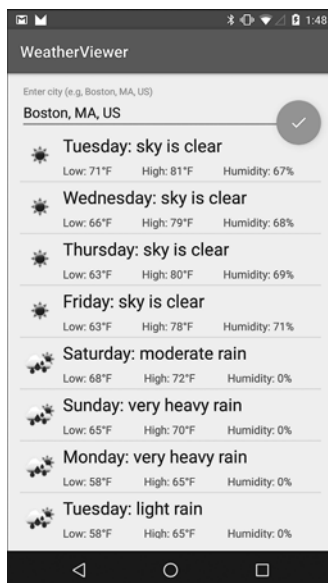 1:48
WeatherViewer
Enter city (e.g, Boston, MA, US)
Boston, MA, US
Tuesday: sky is clear
Low: 71°F High: 81°F Humidity: 67%
Wednesday: sky is clear
Low: 66°F High: 79°F Humidity: 68%
Thursday: sky is clear
Low: 63°F High: 80°F Humidity: 69%
Friday: sky is clear
Low: 63°F High: 78°F Humidity: 71%
Saturday: moderate rain
Low: 68°F High: 72°F Humidity: 0%
Sunday: very heavy rain
Low: 65°F High: 70°F Humidity: 0%
Monday: very heavy rain
Low: 58°F High: 65°F Humidity: 0%
Tuesday: light rain
Low: 58°F High: 65°F Humidity: 0%